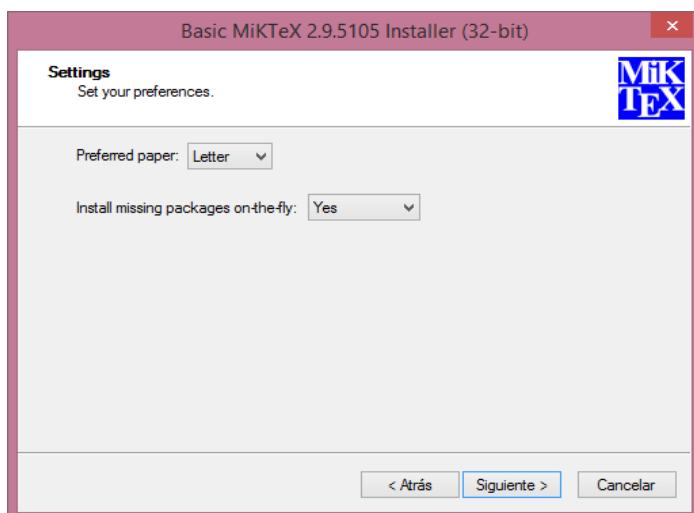 Basic MiKTeX 2.9.5105 Installer (32-bit)
Settings
Set your preferences.
MiK
TEX
Preferred paper: Letter
Install missing packages on-the-fly: Yes
< Atrás Siguiente > Cancelar